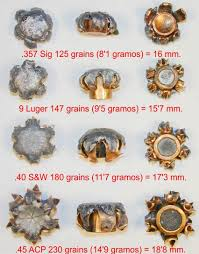 .357 Sig 125 grains (8'1 gramos) = 16 mm.
9 Luger 147 grains (9'5 gramos) = 15'7 mm.
.40 S&W 180 grains (11'7 gramos) = 17'3 mm.
.45 ACP 230 grains (14'9 gramos) = 18'8 mm.